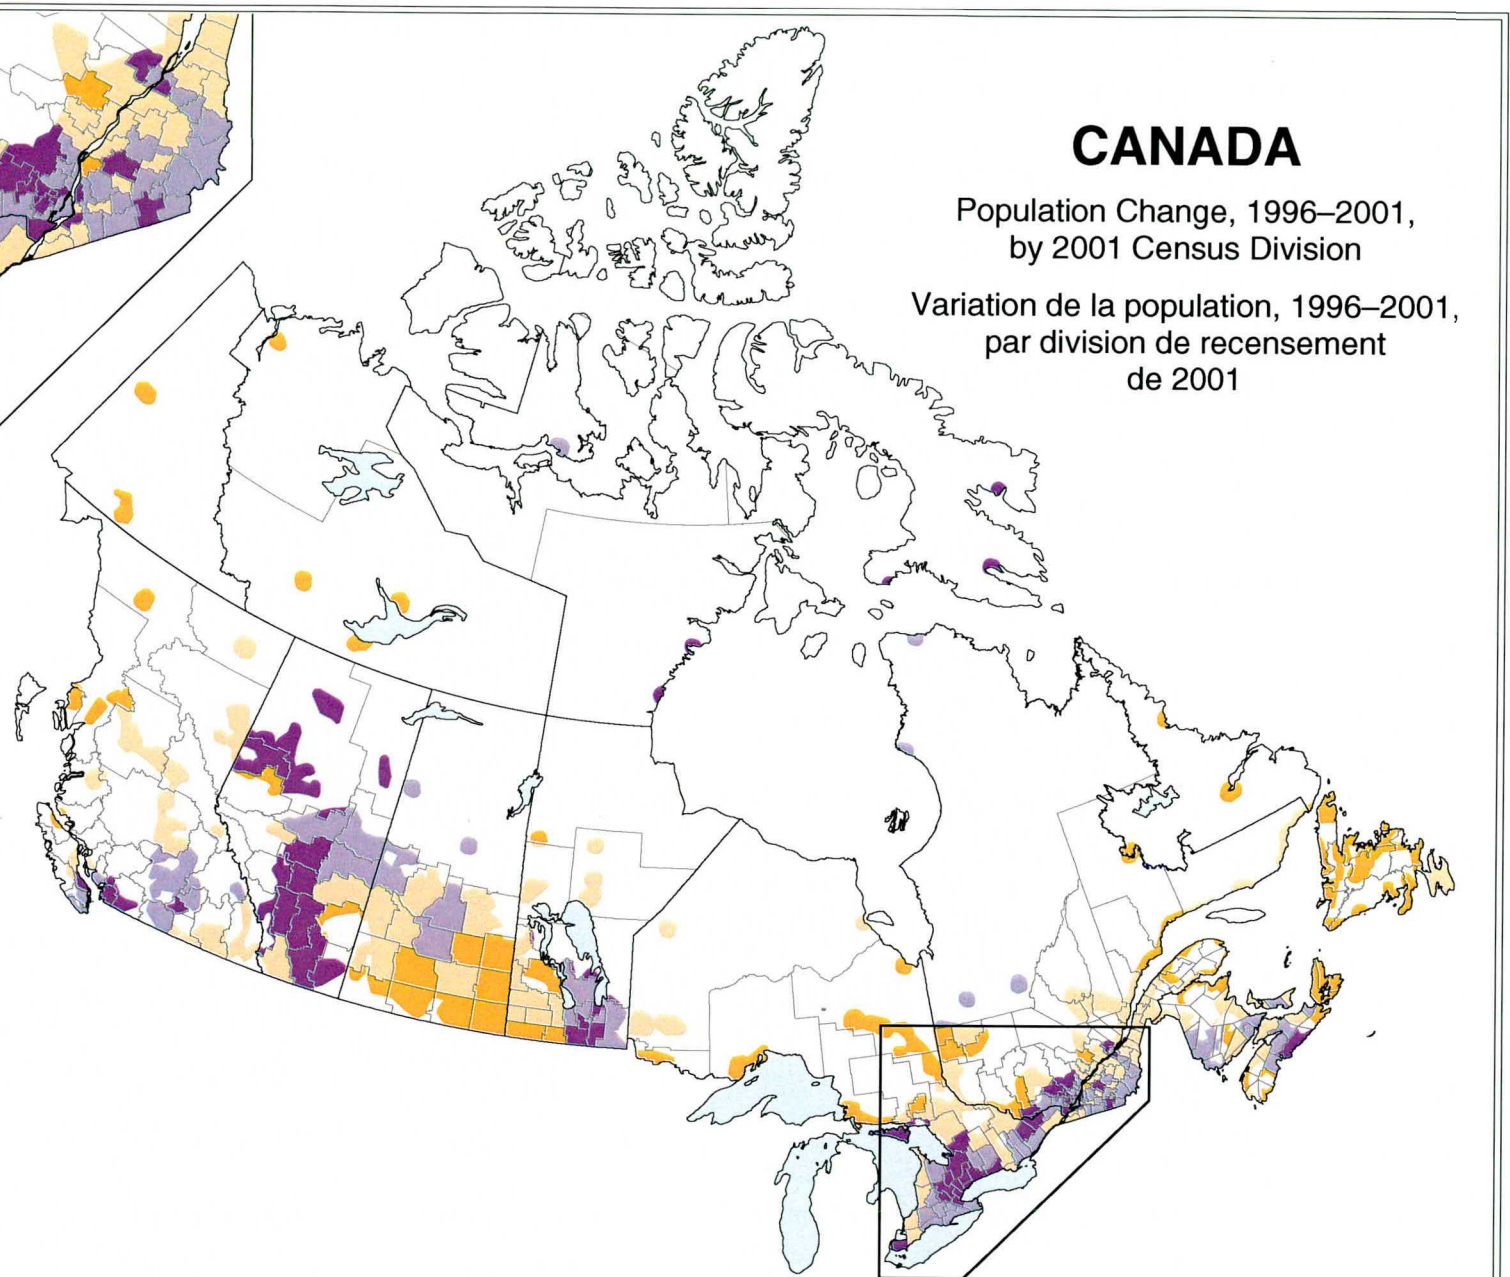 CANADA
Population Change, 1996–2001,
by 2001 Census Division
Variation de la population, 1996–2001,
par division de recensement
de 2001